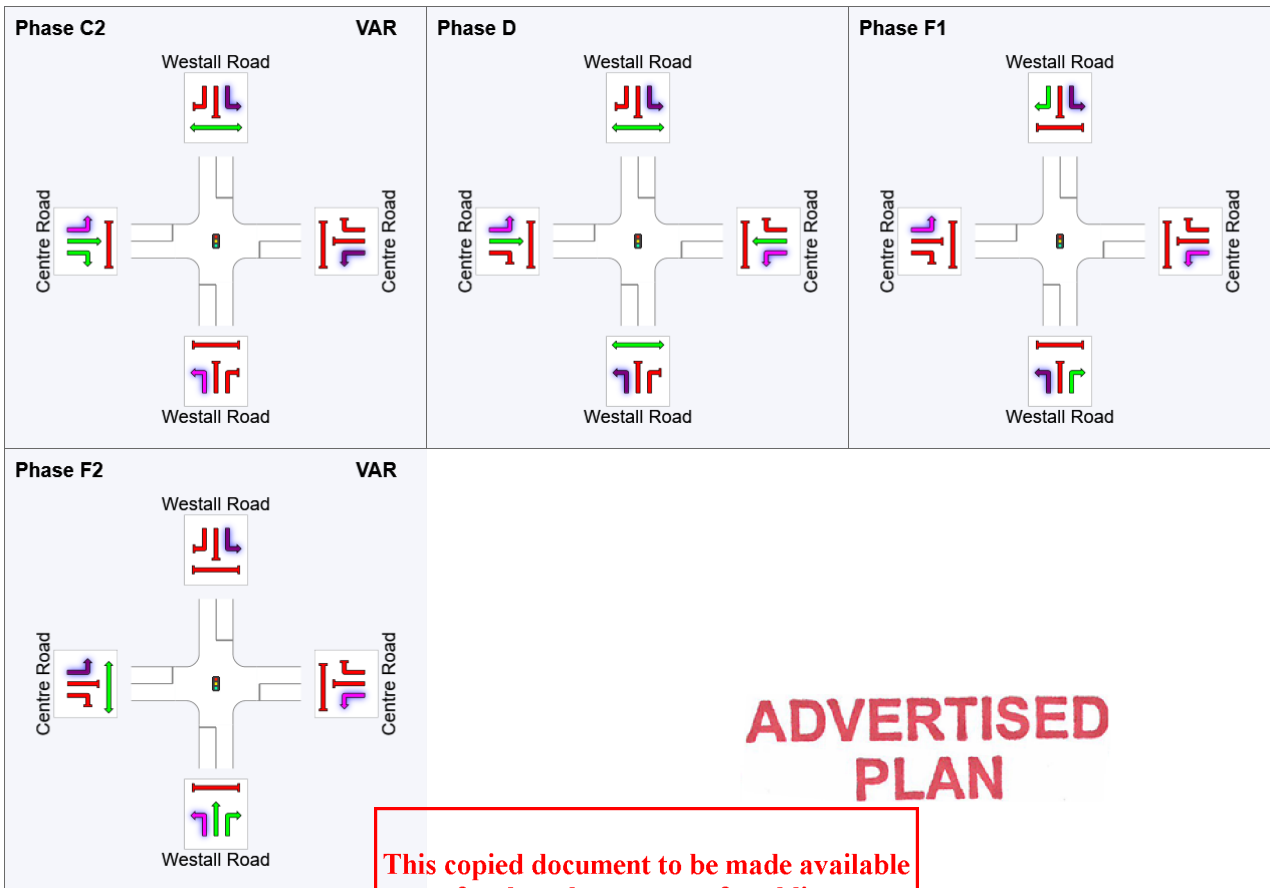 Phase C2 VAR
Westall Road
Centre Road
Centre Road
Westall Road
Phase D
Westall Road
Centre Road
Centre Road
Westall Road
Phase F1
Westall Road
Centre Road
Centre Road
Westall Road
Phase F2 VAR
Westall Road
Centre Road
Centre Road
Westall Road
ADVERTISED
PLAN
This copied document to be made available